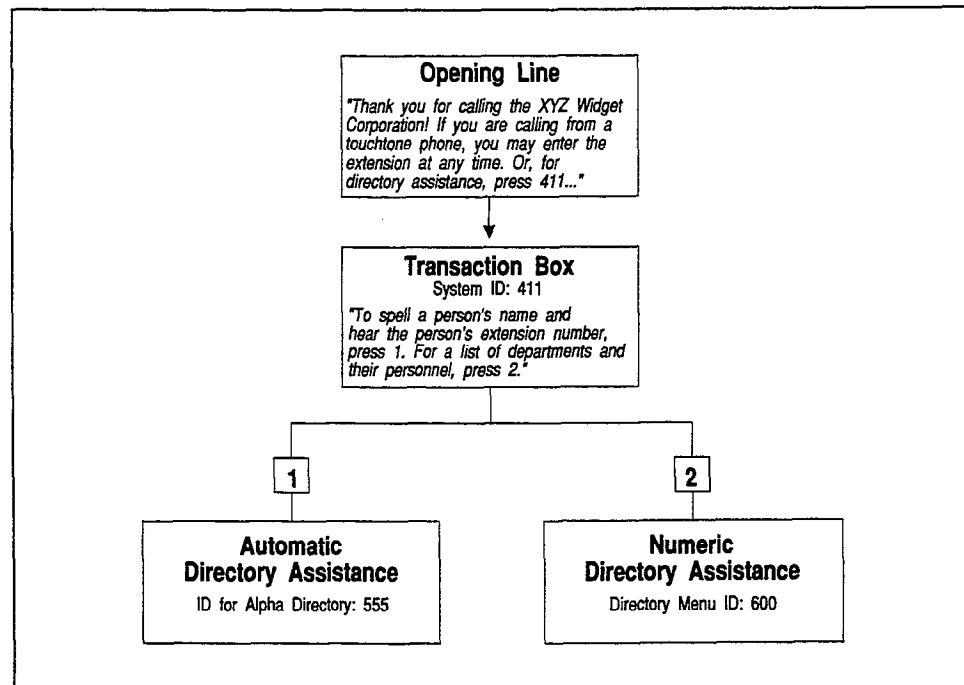 Opening Line
"Thank you for calling the XYZ Widget
Corporation! If you are calling from a
touchtone phone, you may enter the
extension at any time. Or, for
directory assistance, press 411..."
Transaction Box
System ID: 411
"To spell a person's name and
hear the person's extension number,
press 1. For a list of departments and
their personnel, press 2."
1
2
Automatic
Directory Assistance
ID for Alpha Directory: 555
Numeric
Directory Assistance
Directory Menu ID: 600